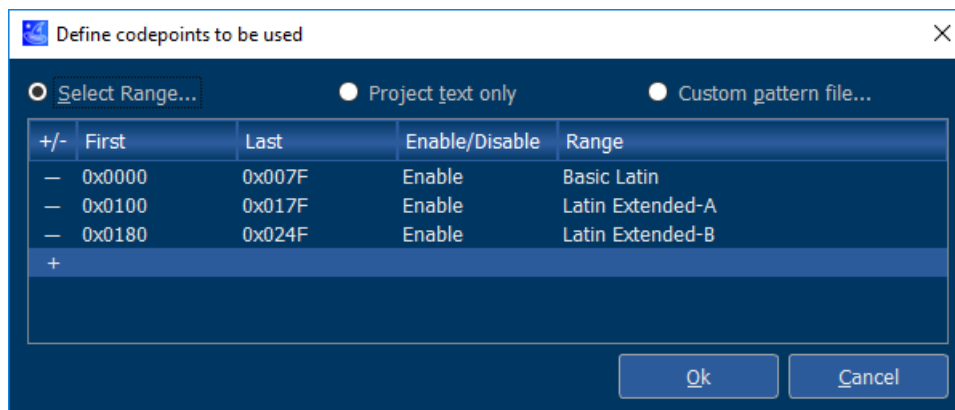 Define codepoints to be used
Select Range... Project text only Custom pattern file...
+/- First Last Enable/Disable Range
— 0x0000 0x007F Enable Basic Latin
— 0x0100 0x017F Enable Latin Extended-A
— 0x0180 0x024F Enable Latin Extended-B
+
Ok Cancel